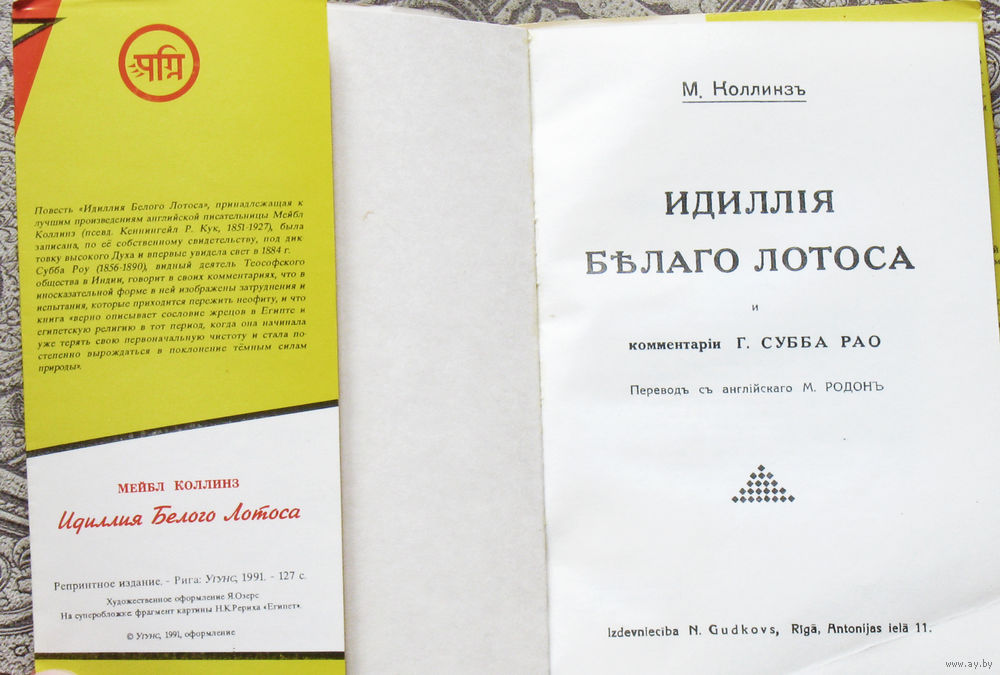 Повесть «Идиллия Белого Лотоса», принадлежащая к
лучшим произведениям английской писательницы Мейбл
Коллинз (псевд. Кеннингейл Р. Кук, 1851-1927), была
записана, по её собственному свидетельству, под дик
товку высокого Духа и впервые увидела свет в 1884 г.
Субба Роу (1856-1890), видный деятель Теософского
общества в Индии, говорит в своих комментариях, что в
иносказательной форме в ней изображены затруднения и
испытания, которые приходится пережить неофиту, и что
книга «верно описывает сословие жрецов в Египте и
египетскую религию в тот период, когда она начинала
уже терять свою первоначальную чистоту и стала по-
степенно вырождаться в поклонение тёмным силам
природы».
МЕЙБЛ КОЛЛИНЗ
Идиллия Белого Лотоса
Репринтное издание. - Рига: Угунс, 1991. - 127 с.
Художественное оформление Я.Озерс
На суперобложке фрагмент картины Н.К.Рериха «Египет».
© Угунс, 1991, оформление
М. Коллинзъ
ИДИЛЛІЯ
БѢЛАГО ЛОТОСА
и
комментаріи Г. СУББА РАО
Переводъ съ англійскаго М. РОДОНЪ
Izdevniecība N. Gudkovs, Rīgā, Antonijas ielā 11.
www.ay.by